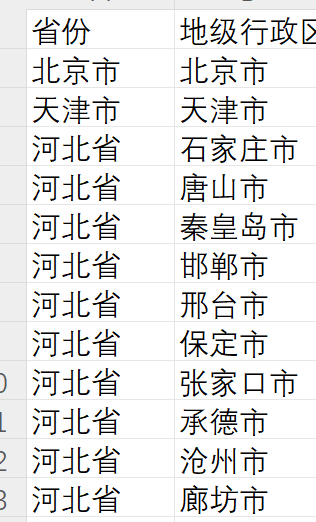 省份 地级行政区
北京市 北京市
天津市 天津市
河北省 石家庄市
河北省 唐山市
河北省 秦皇岛市
河北省 邯郸市
河北省 邢台市
河北省 保定市
0 河北省 张家口市
1 河北省 承德市
2 河北省 沧州市
3 河北省 廊坊市